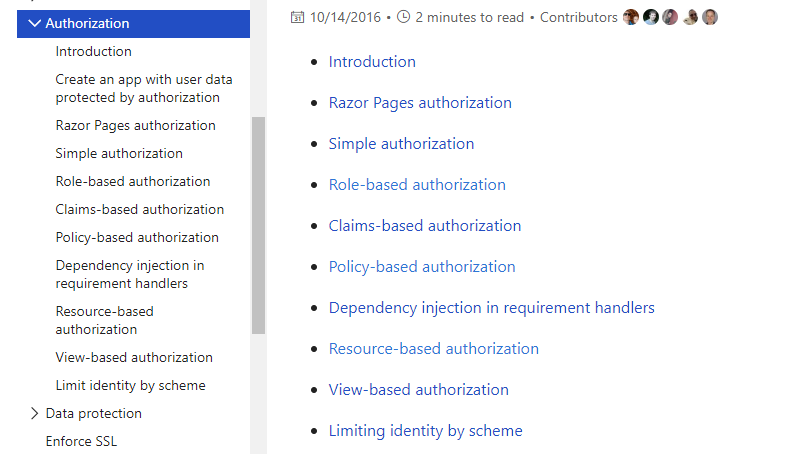 Authorization
Introduction
Create an app with user data
protected by authorization
Razor Pages authorization
Simple authorization
Role-based authorization
Claims-based authorization
Policy-based authorization
Dependency injection in
requirement handlers
Resource-based
authorization
View-based authorization
Limit identity by scheme
Data protection
Enforce SSL
10/14/2016 • 2 minutes to read • Contributors
Introduction
Razor Pages authorization
Simple authorization
Role-based authorization
Claims-based authorization
Policy-based authorization
Dependency injection in requirement handlers
Resource-based authorization
View-based authorization
Limiting identity by scheme